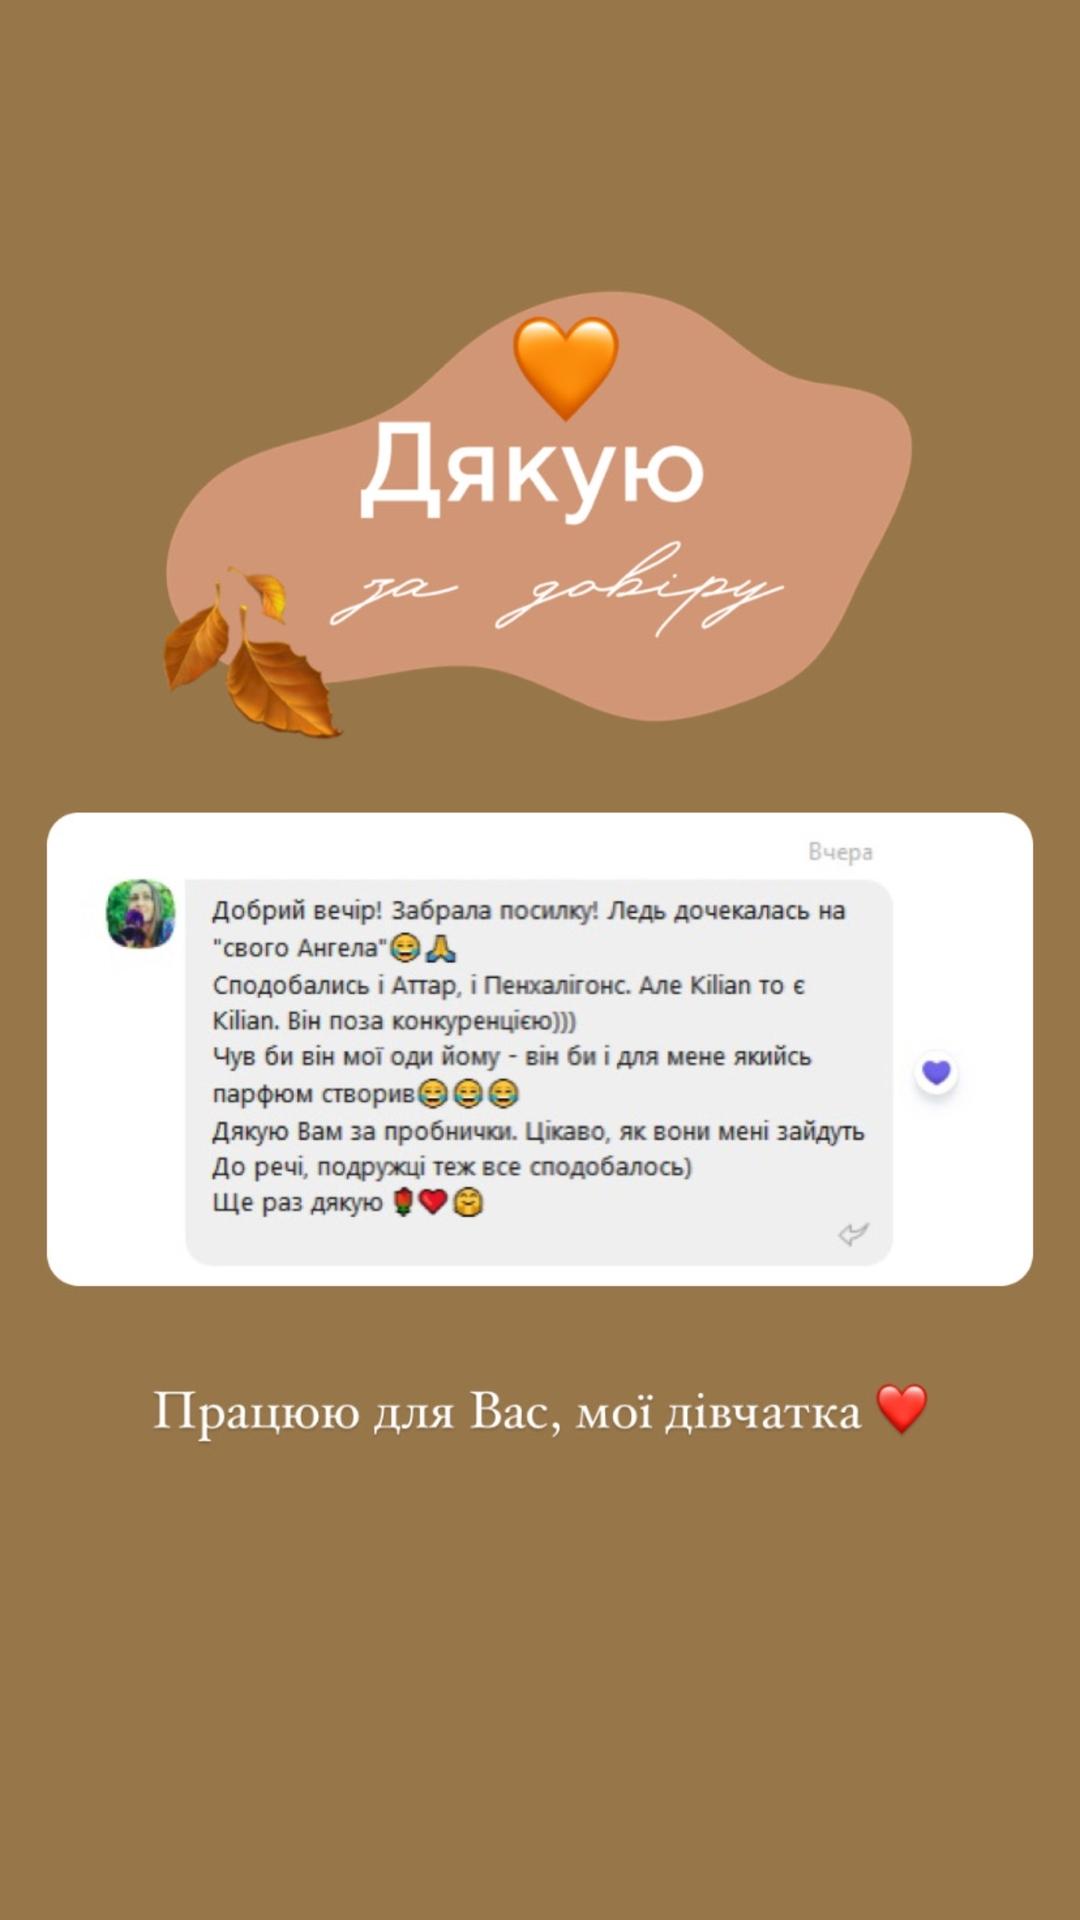 🧡
Дякую
за довіру
Вчера
Добрий вечір! Забрала посилку! Ледь дочекалась на
"свого Ангела"😂🙏
Сподобались і Аттар, і Пенхалігонс. Але Kilian то є
Kilian. Він поза конкуренцією)))
Чув би він мої оди йому - він би і для мене якийсь
парфюм створив😂😂😂
Дякую Вам за пробнички. Цікаво, як вони мені зайдуть
До речі, подружці теж все сподобалось)
Ще раз дякую 🌹❤️🤗
Працюю для Вас, мої дівчатка ❤️